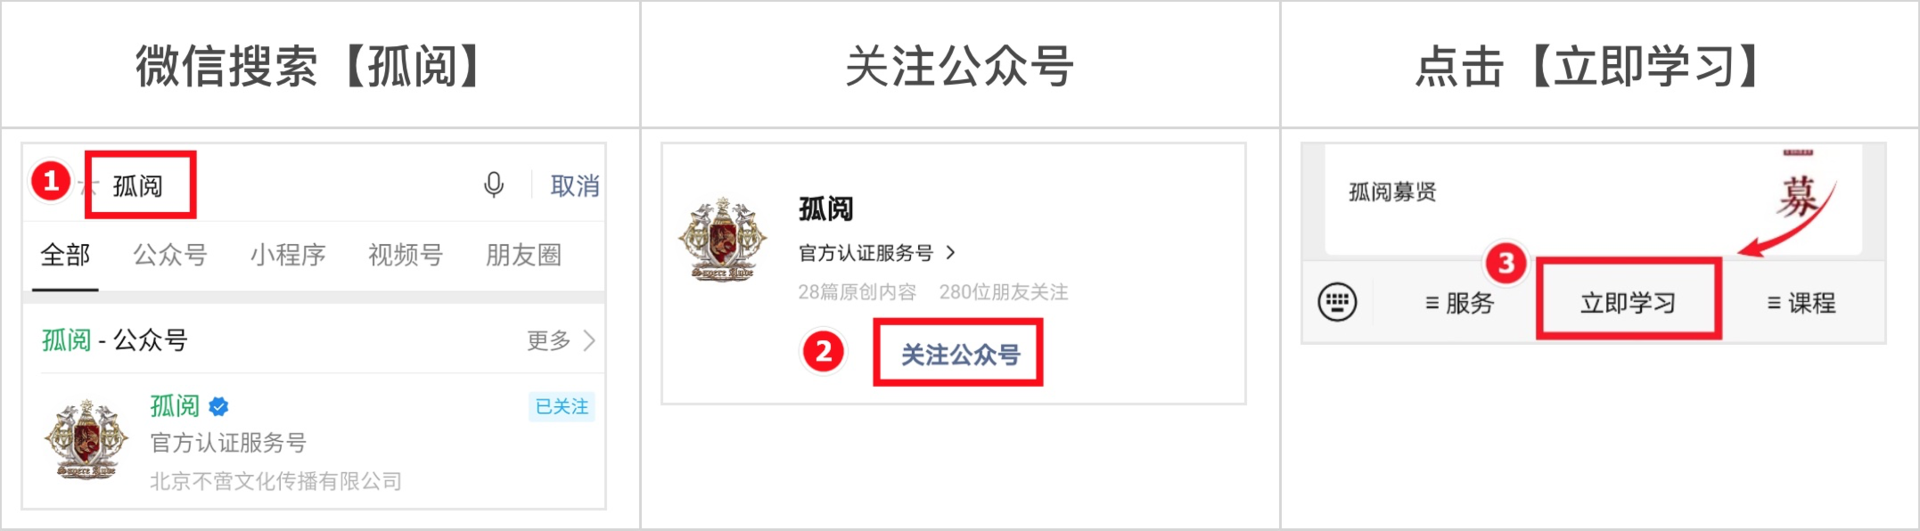 微信搜索【孤阅】
关注公众号
点击【立即学习】
1
孤阅
取消
全部
公众号
小程序
视频号
朋友圈
孤阅 - 公众号
更多
孤阅
已关注
官方认证服务号
北京不啻文化传播有限公司
Sapere Aude
孤阅
官方认证服务号
28篇原创内容 280位朋友关注
2
关注公众号
Sapere Aude
孤阅募贤
募
3
服务
立即学习
课程